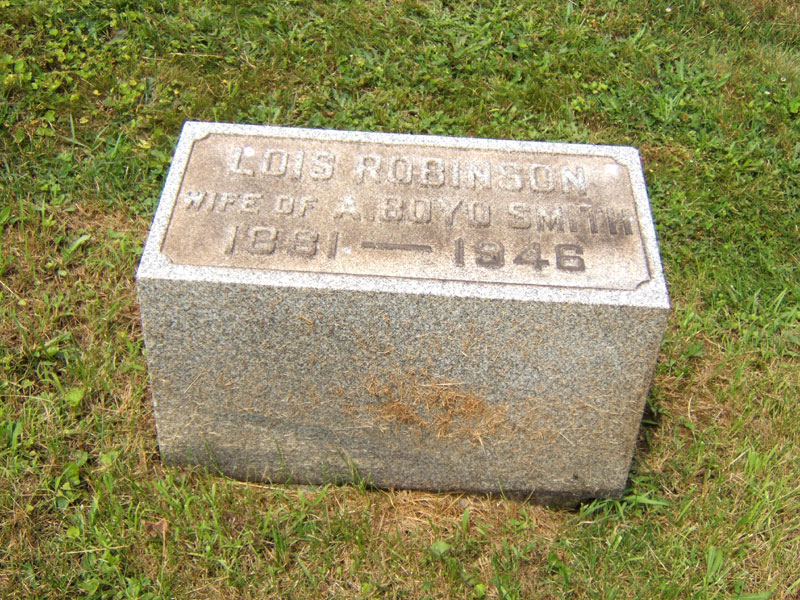 LOIS ROBINSON
WIFE OF A. BOYD SMITH
1881 — 1946